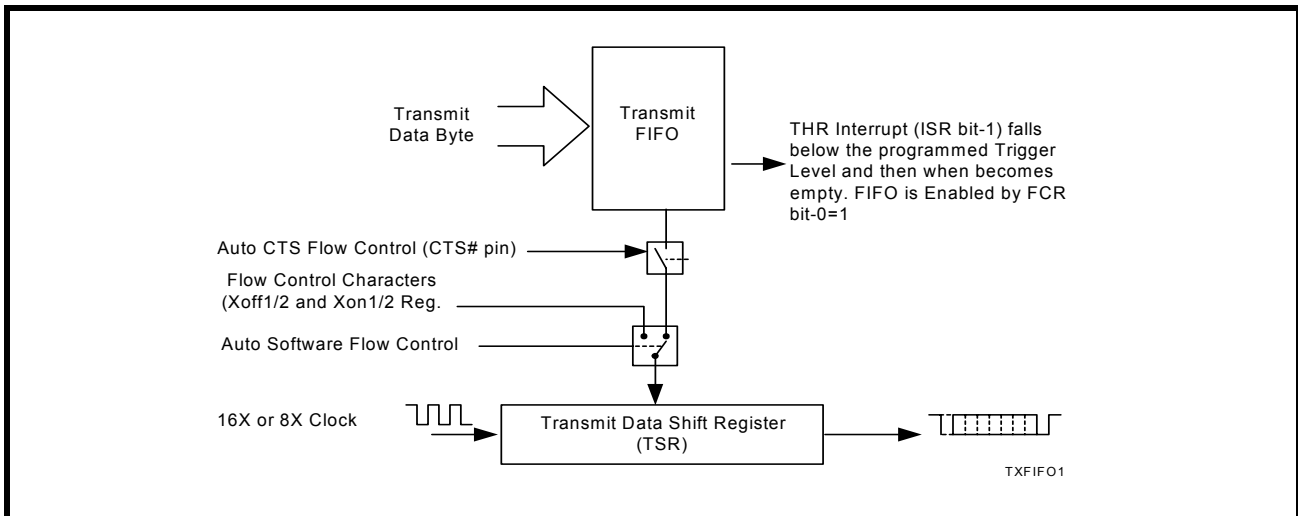 Transmit
Data Byte
Transmit
FIFO
THR Interrupt (ISR bit-1) falls
below the programmed Trigger
Level and then when becomes
empty. FIFO is Enabled by FCR
bit-0=1
Auto CTS Flow Control (CTS# pin)
Flow Control Characters
(Xoff1/2 and Xon1/2 Reg.
Auto Software Flow Control
16X or 8X Clock
Transmit Data Shift Register
(TSR)
TXFIFO1